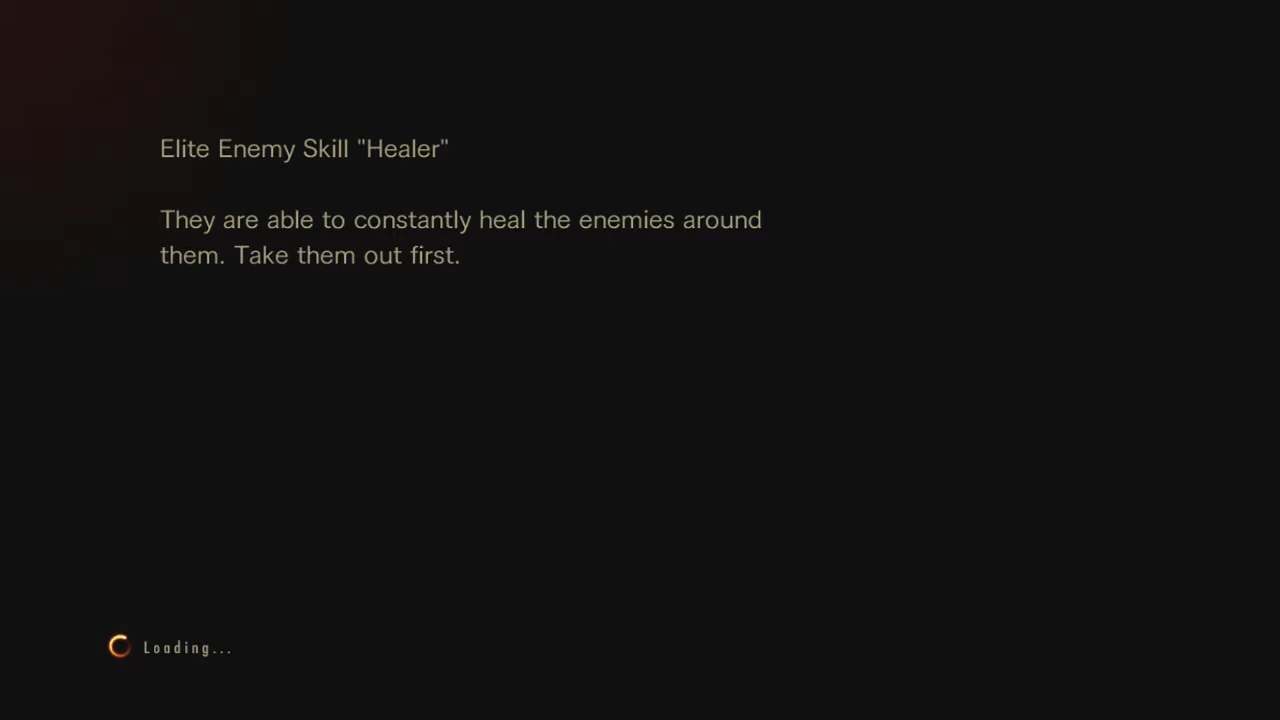 Elite Enemy Skill "Healer"
They are able to constantly heal the enemies around
them. Take them out first.
Loading...